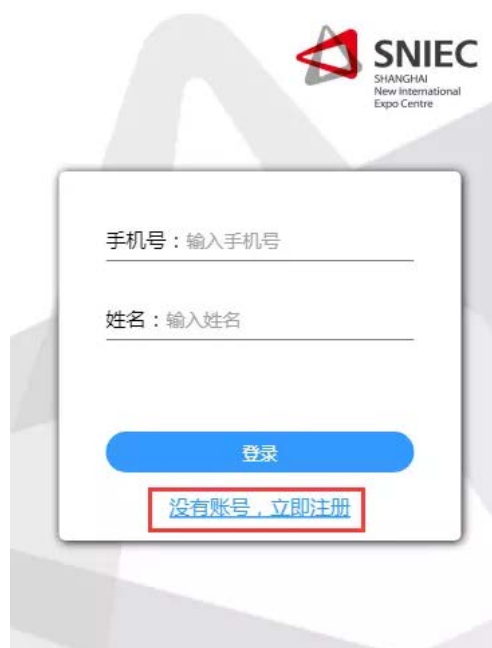 SNIEC
SHANGHAI
New International
Expo Centre
手机号：输入手机号
姓名：输入姓名
登录
没有账号，立即注册